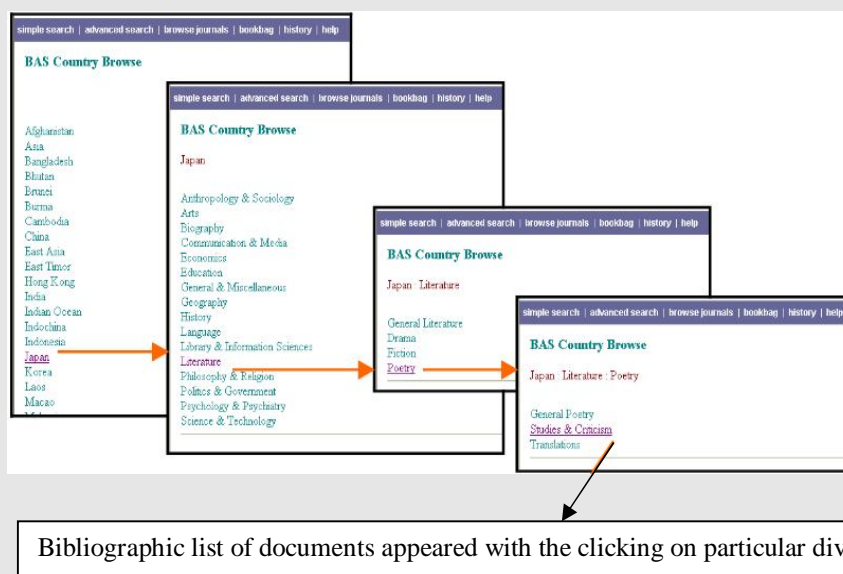 simple search | advanced search | browse journals | bookbag | history | help
BAS Country Browse
Afghanistan
Asia
Bangladesh
Bhutan
Brunei
Burma
Cambodia
China
East Asia
East Timor
Hong Kong
India
Indian Ocean
Indochina
Indonesia
Japan
Korea
Laos
Macao
simple search | advanced search | browse journals | bookbag | history | help
BAS Country Browse
Japan
Anthropology & Sociology
Arts
Biography
Communication & Media
Economics
Education
General & Miscellaneous
Geography
History
Language
Library & Information Sciences
Literature
Philosophy & Religion
Politics & Government
Psychology & Psychiatry
Science & Technology
simple search | advanced search | browse journals | bookbag | history | help
BAS Country Browse
Japan : Literature
General Literature
Drama
Fiction
Poetry
simple search | advanced search | browse journals | bookbag | history | help
BAS Country Browse
Japan : Literature : Poetry
General Poetry
Studies & Criticism
Translations
Bibliographic list of documents appeared with the clicking on particular